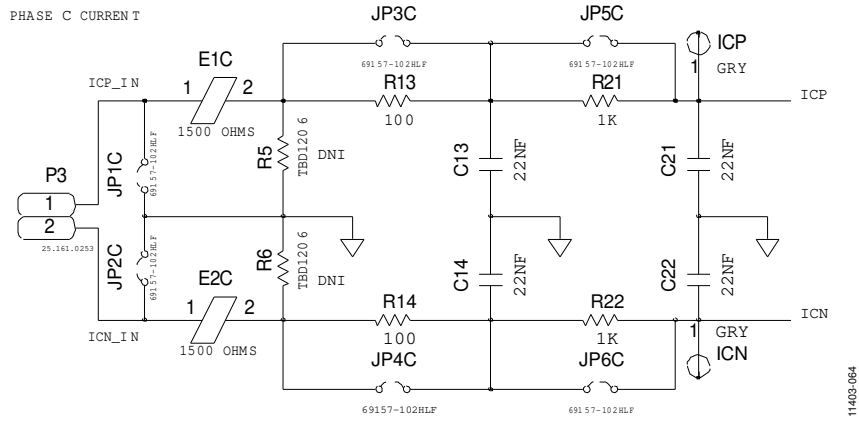 PHASE C CURRENT
JP3C
JP5C
ICP
69157-102HLF
69157-102HLF
1
GRY
E1C
ICP_IN
1
2
R13
R21
ICP
1500 OHMS
100
1K
JP1C
69157-102HLF
R5
TBD1206
DNI
C13
22NF
C21
22NF
P3
1
2
25.161.0253
JP2C
69157-102HLF
R6
TBD1206
DNI
C14
22NF
C22
22NF
E2C
1
2
R14
R22
ICN
ICN_IN
1500 OHMS
100
1K
1
GRY
ICN
JP4C
JP6C
69157-102HLF
69157-102HLF
11403-064